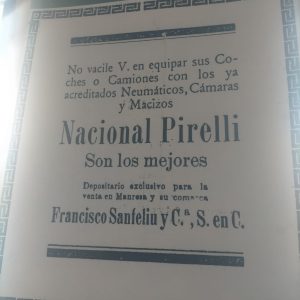 No vacile V. en equipar sus Co-
ches o Camiones con los ya
acreditados Neumáticos, Cámaras
y Macizos
Nacional Pirelli
Son los mejores
Depositario exclusivo para la
venta en Manresa y su comarca
Francisco Sanfeliu y C.ª, S. en C.